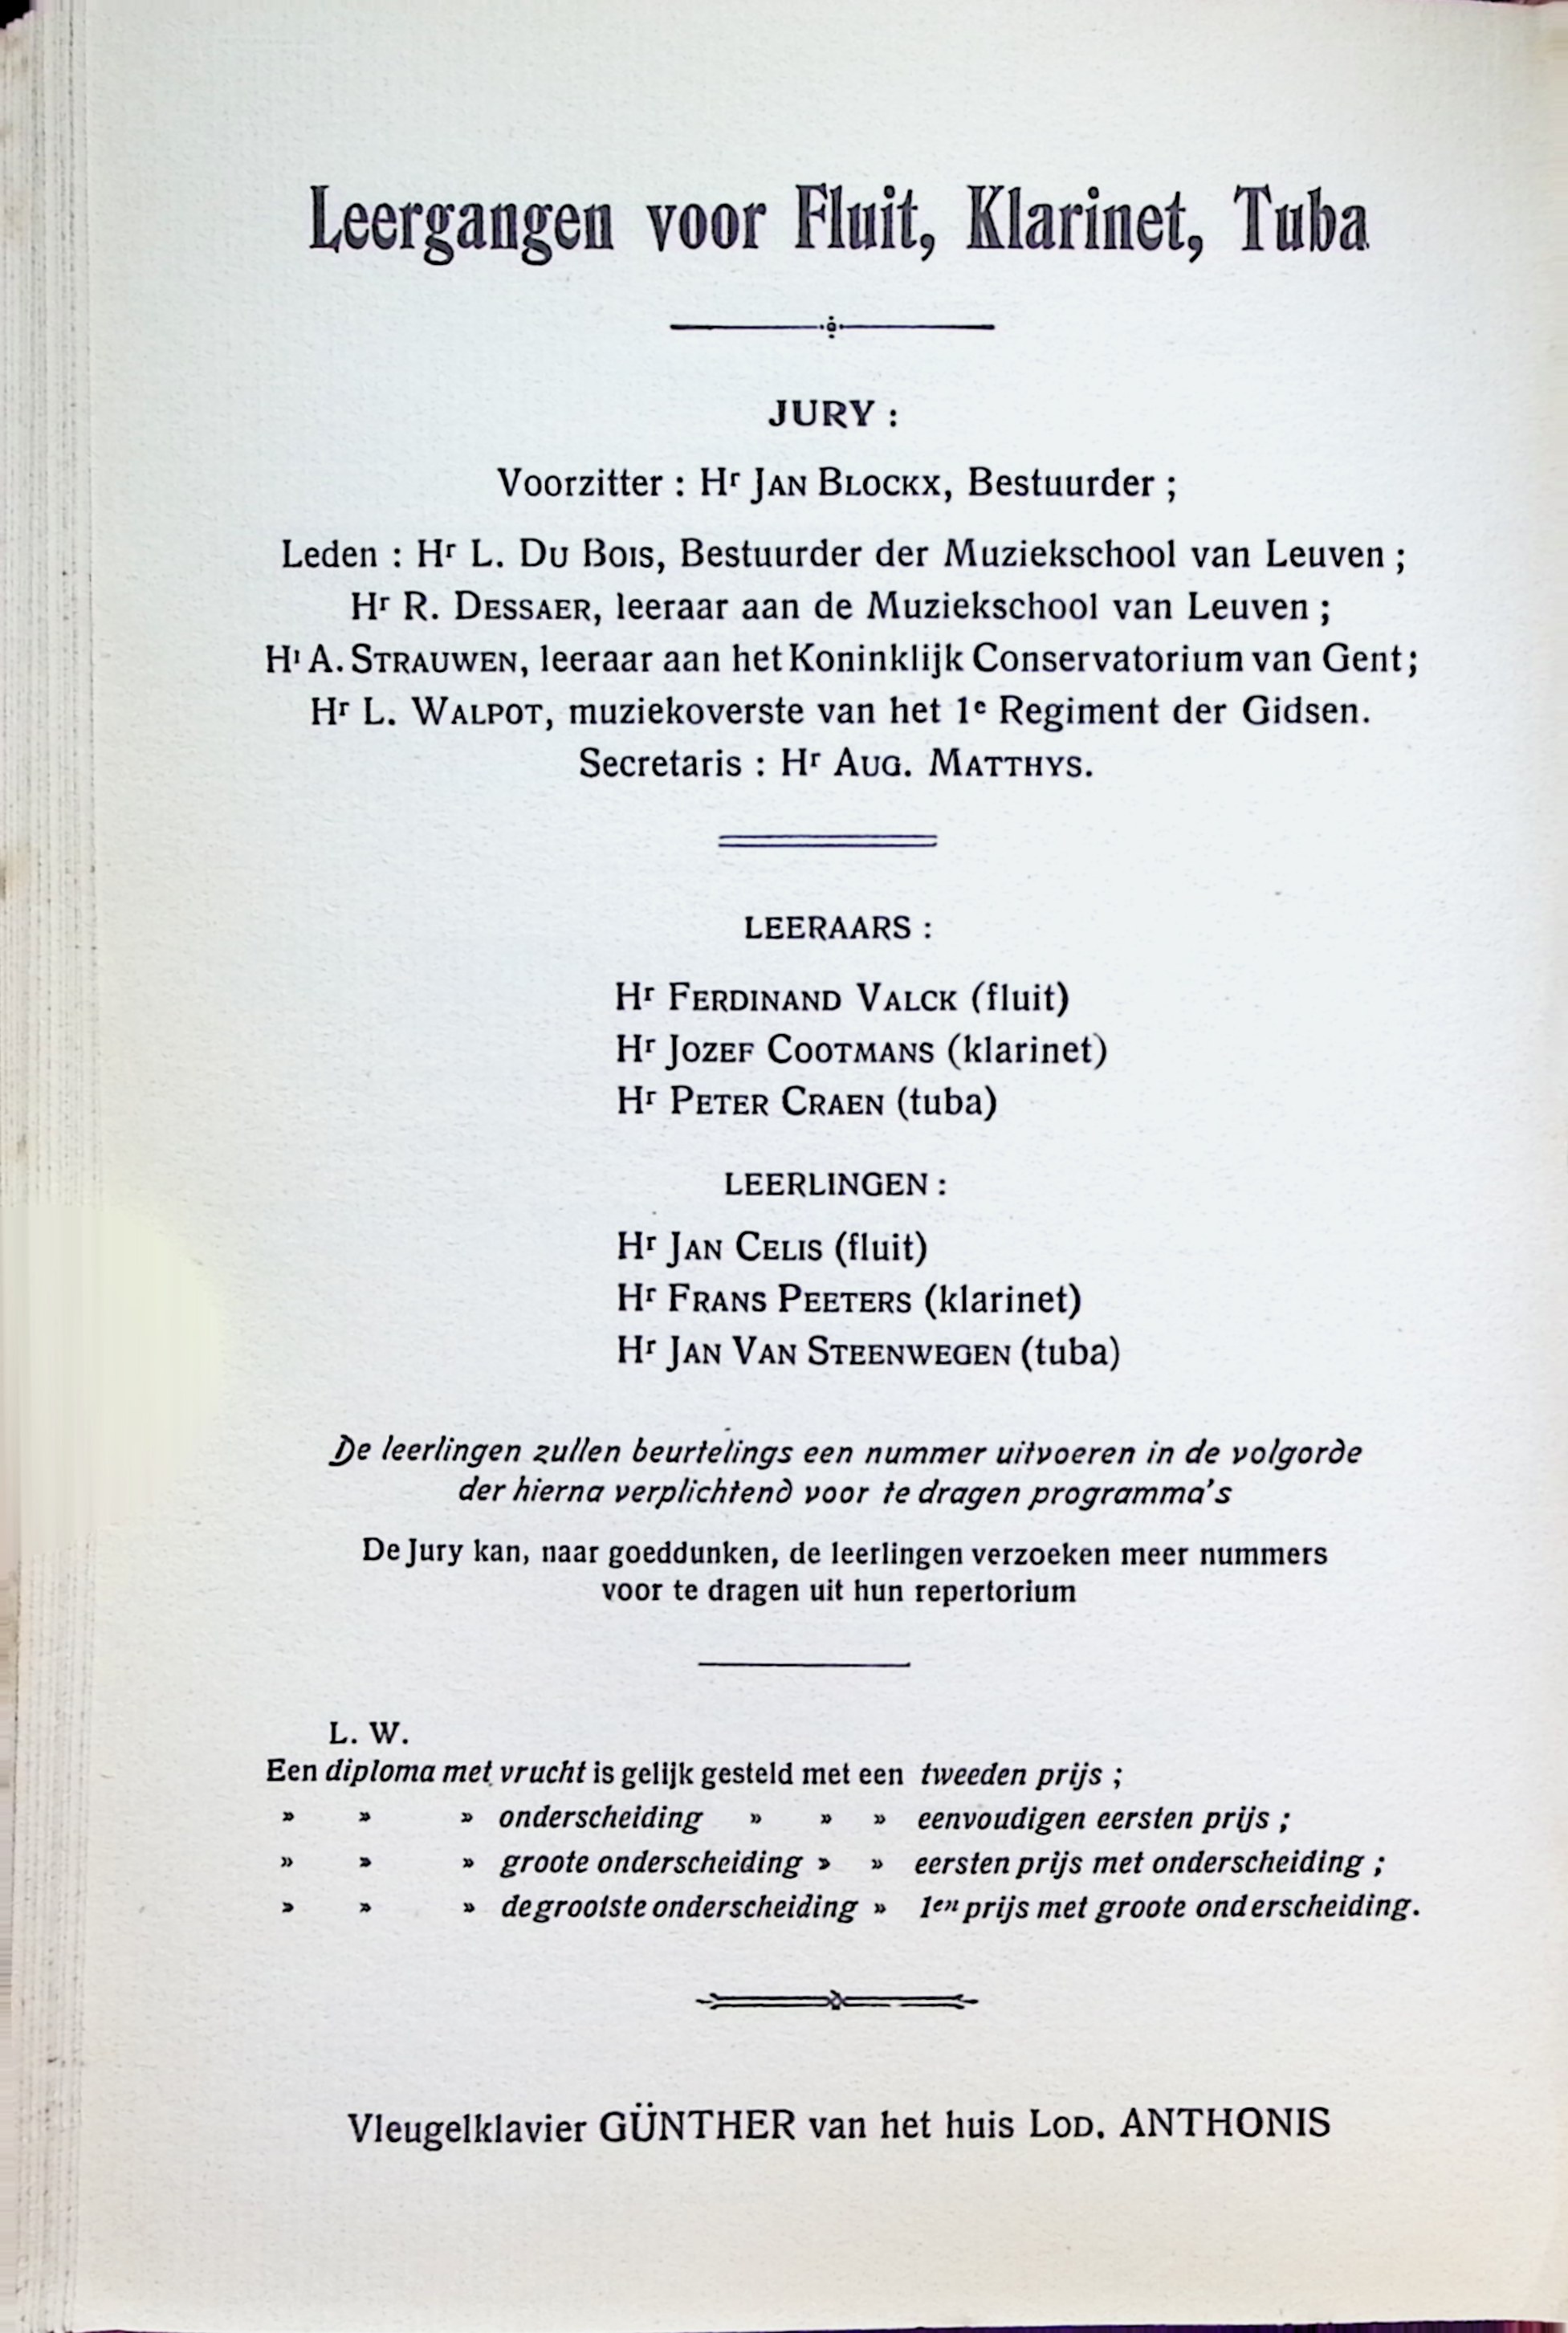 Leergangen voor Fluit, Klarinet, Tuba
JURY :
Voorzitter : Hr JAN BLOCKX, Bestuurder ;
Leden : Hr L. DU BOIS, Bestuurder der Muziekschool van Leuven ;
Hr R. DESSAER, leeraar aan de Muziekschool van Leuven ;
Hr A. STRAUWEN, leeraar aan het Koninklijk Conservatorium van Gent ;
Hr L. WALPOT, muziekoverste van het 1e Regiment der Gidsen.
Secretaris : Hr AUG. MATTHYS.
LEERAARS :
Hr FERDINAND VALCK (fluit)
Hr JOZEF COOTMANS (klarinet)
Hr PETER CRAEN (tuba)
LEERLINGEN :
Hr JAN CELIS (fluit)
Hr FRANS PEETERS (klarinet)
Hr JAN VAN STEENWEGEN (tuba)
De leerlingen zullen beurtelings een nummer uitvoeren in de volgorde
der hierna verplichtend voor te dragen programma's
De Jury kan, naar goeddunken, de leerlingen verzoeken meer nummers
voor te dragen uit hun repertorium
L. W.
Een diploma met vrucht is gelijk gesteld met een tweeden prijs ;
» » » onderscheiding » » » eenvoudigen eersten prijs ;
» » » groote onderscheiding » » eersten prijs met onderscheiding ;
» » » de grootste onderscheiding » 1en prijs met groote onderscheiding.
Vleugelklavier GÜNTHER van het huis LOD. ANTHONIS